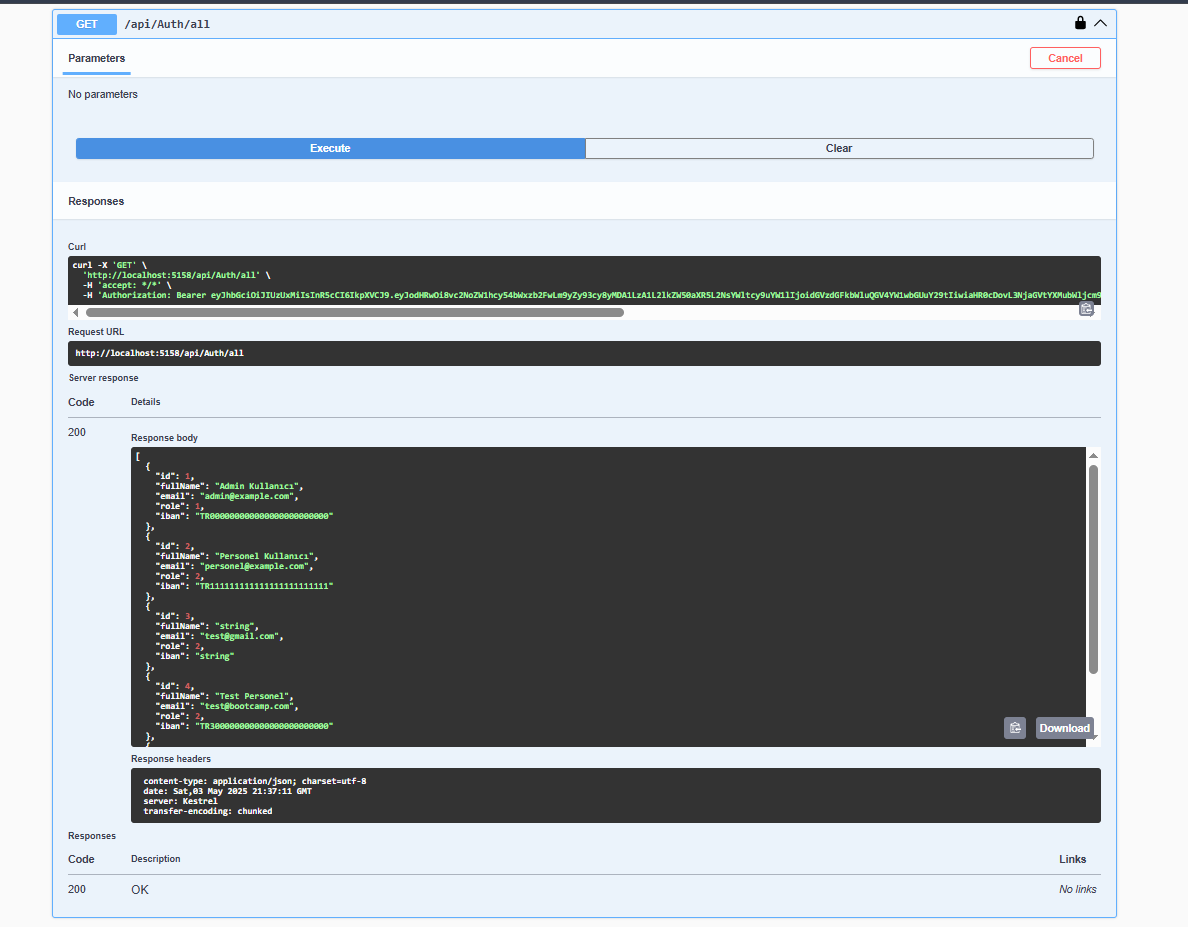 GET /api/Auth/all
Parameters
Cancel
No parameters
Execute
Clear
Responses
Curl
curl -X 'GET' \
'http://localhost:5158/api/Auth/all' \
-H 'accept: */*' \
-H 'Authorization: Bearer
Request URL
http://localhost:5158/api/Auth/all
Server response
Code Details
200
Response body
[
{
"id": 1,
"fullName": "Admin Kullanıcı",
"email": "admin@example.com",
"role": 1,
"iban": "TR000000000000000000000000"
},
{
"id": 2,
"fullName": "Personel Kullanıcı",
"email": "personel@example.com",
"role": 2,
"iban": "TR111111111111111111111111"
},
{
"id": 3,
"fullName": "string",
"email": "test@gmail.com",
"role": 2,
"iban": "string"
},
{
"id": 4,
"fullName": "Test Personel",
"email": "test@bootcamp.com",
"role": 2,
"iban": "TR300000000000000000000000"
},
{
Download
Response headers
content-type: application/json; charset=utf-8
date: Sat,03 May 2025 21:37:11 GMT
server: Kestrel
transfer-encoding: chunked
Responses
Code Description Links
200 OK No links